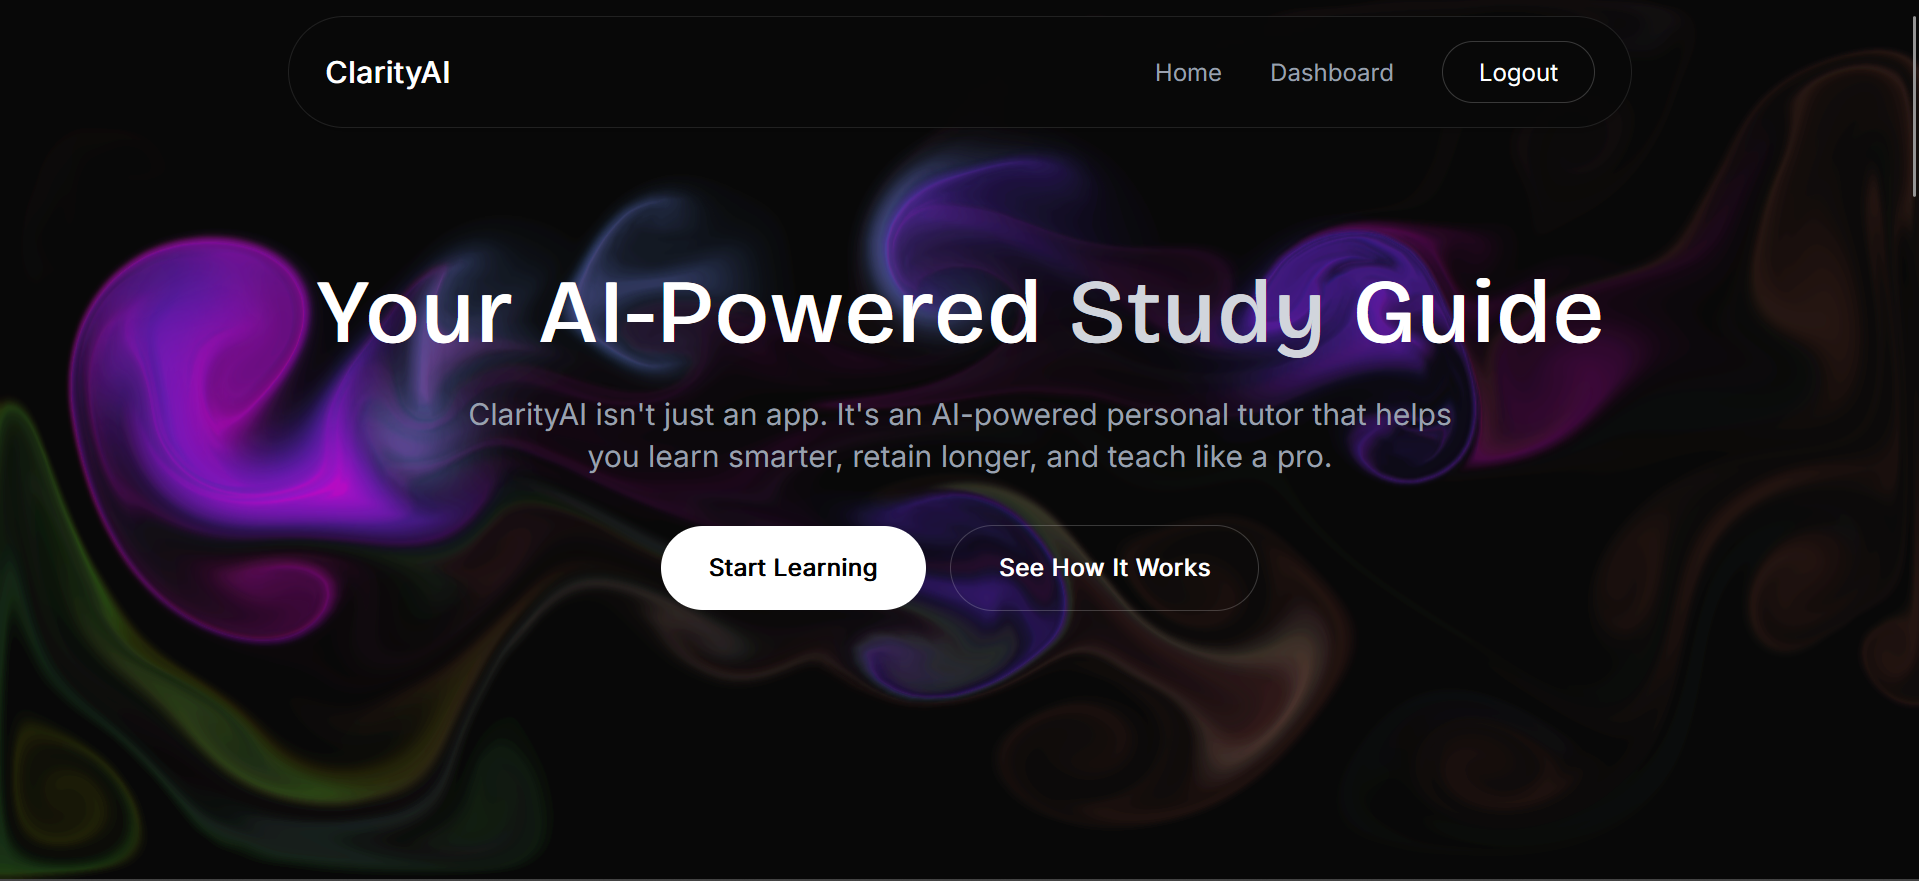 ClarityAI
Home
Dashboard
Logout
Your AI-Powered Study Guide
ClarityAI isn't just an app. It's an AI-powered personal tutor that helps
you learn smarter, retain longer, and teach like a pro.
Start Learning
See How It Works